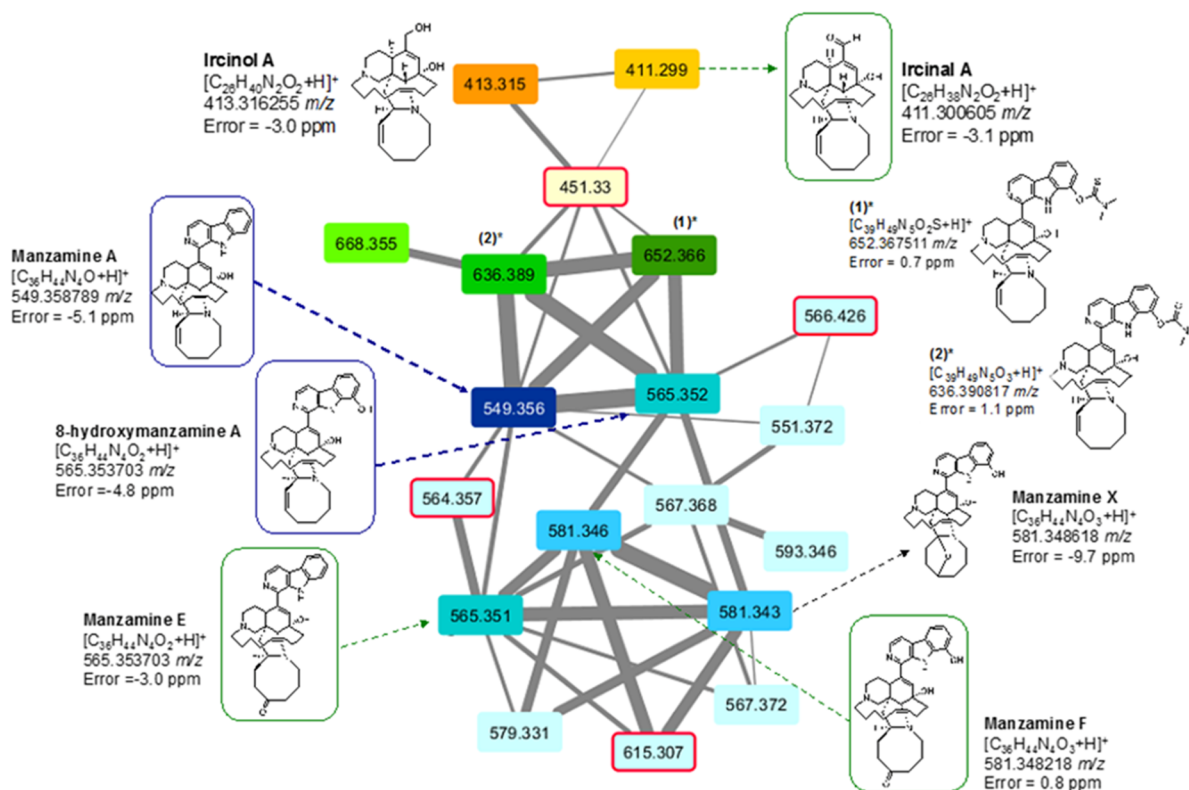 Ircinol A
[C₂₆H₄₀N₂O₂+H]⁺
413.316255 m/z
Error = -3.0 ppm
413.315
411.299
Ircinal A
[C₂₆H₃₈N₂O₂+H]⁺
411.300605 m/z
Error = -3.1 ppm
451.33
(1)*
[C₃₉H₄₉N₅O₂S+H]⁺
652.367511 m/z
Error = 0.7 ppm
668.355
(2)*
636.389
(1)*
652.366
Manzamine A
[C₃₆H₄₄N₄O+H]⁺
549.358789 m/z
Error = -5.1 ppm
566.426
(2)*
[C₃₉H₄₉N₅O₃+H]⁺
636.390817 m/z
Error = 1.1 ppm
549.356
565.352
551.372
8-hydroxymanzamine A
[C₃₆H₄₄N₄O₂+H]⁺
565.353703 m/z
Error=-4.8 ppm
564.357
567.368
581.346
593.346
Manzamine X
[C₃₆H₄₄N₄O₃+H]⁺
581.348618 m/z
Error = -9.7 ppm
Manzamine E
[C₃₆H₄₄N₄O₂+H]⁺
565.353703 m/z
Error =-3.0 ppm
565.351
581.343
579.331
567.372
615.307
Manzamine F
[C₃₆H₄₄N₄O₃+H]⁺
581.348218 m/z
Error = 0.8 ppm